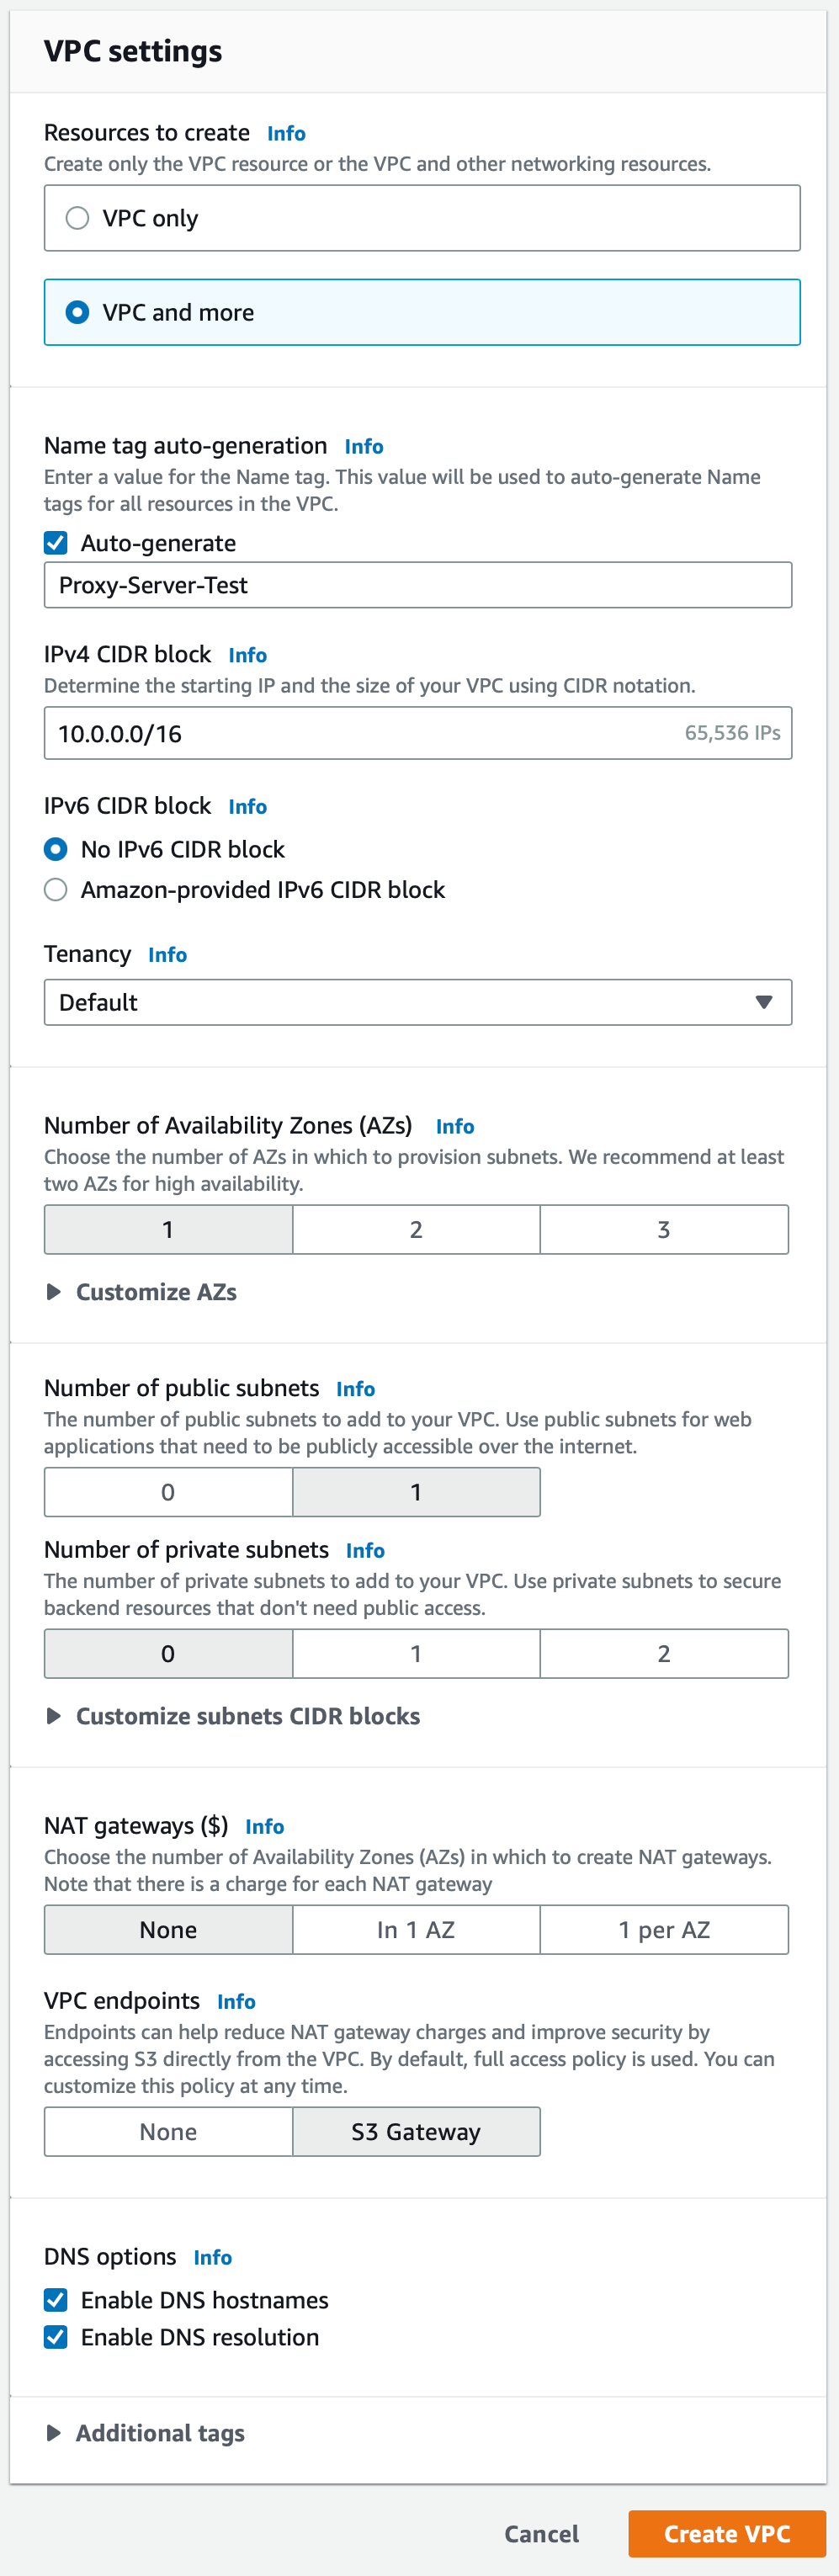 VPC settings
Resources to create Info
Create only the VPC resource or the VPC and other networking resources.
VPC only
VPC and more
Name tag auto-generation Info
Enter a value for the Name tag. This value will be used to auto-generate Name
tags for all resources in the VPC.
Auto-generate
Proxy-Server-Test
IPv4 CIDR block Info
Determine the starting IP and the size of your VPC using CIDR notation.
10.0.0.0/16 65,536 IPs
IPv6 CIDR block Info
No IPv6 CIDR block
Amazon-provided IPv6 CIDR block
Tenancy Info
Default
Number of Availability Zones (AZs) Info
Choose the number of AZs in which to provision subnets. We recommend at least
two AZs for high availability.
1 2 3
Customize AZs
Number of public subnets Info
The number of public subnets to add to your VPC. Use public subnets for web
applications that need to be publicly accessible over the internet.
0 1
Number of private subnets Info
The number of private subnets to add to your VPC. Use private subnets to secure
backend resources that don't need public access.
0 1 2
Customize subnets CIDR blocks
NAT gateways ($) Info
Choose the number of Availability Zones (AZs) in which to create NAT gateways.
Note that there is a charge for each NAT gateway
None In 1 AZ 1 per AZ
VPC endpoints Info
Endpoints can help reduce NAT gateway charges and improve security by
accessing S3 directly from the VPC. By default, full access policy is used. You can
customize this policy at any time.
None S3 Gateway
DNS options Info
Enable DNS hostnames
Enable DNS resolution
Additional tags
Cancel Create VPC